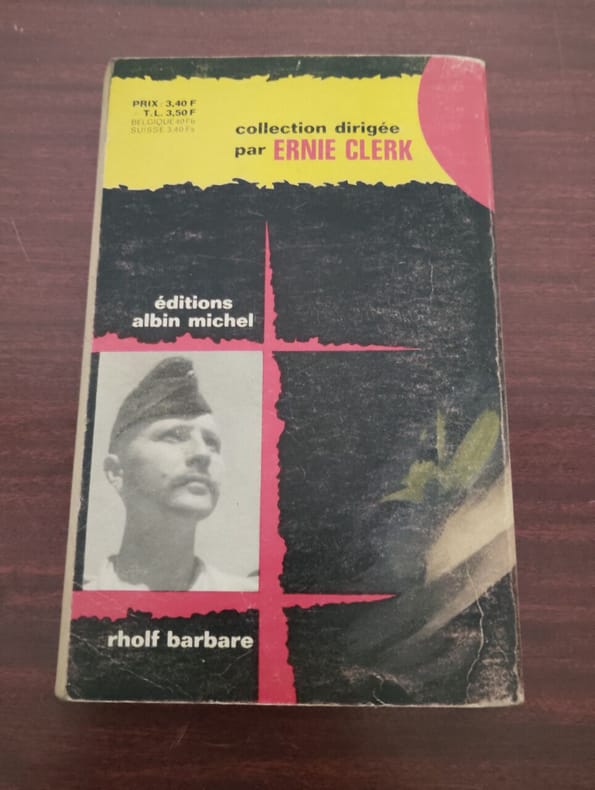 PRIX : 3,40 F
T.L. 3,50 F
BELGIQUE 40 Fb
SUISSE 3,40 Fs
collection dirigée
par ERNIE CLERK
éditions
albin michel
rholf barbare